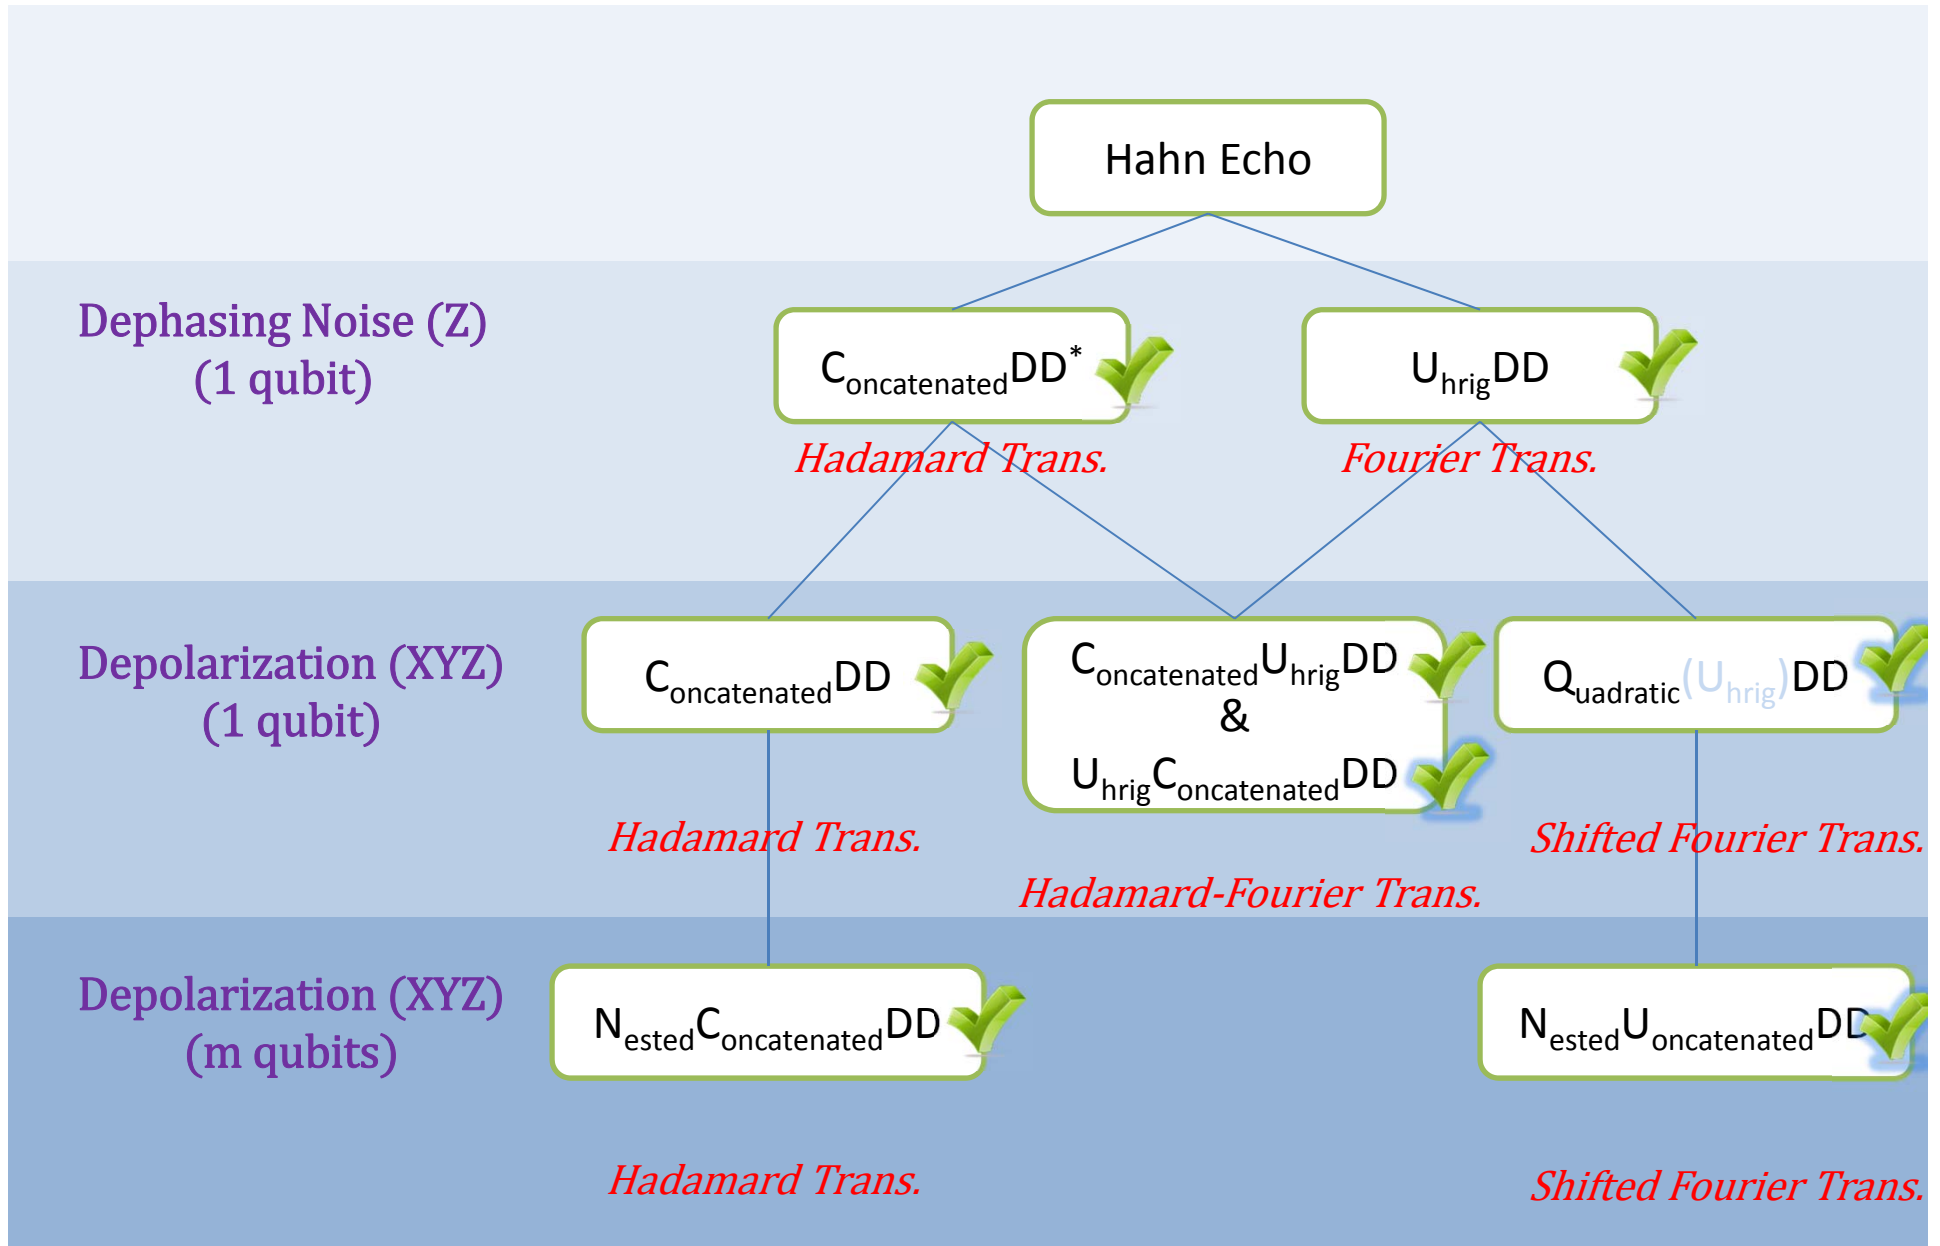 Hahn Echo
Dephasing Noise (Z)
(1 qubit)
ConcatenatedDD*
UhrigDD
Hadamard Trans.
Fourier Trans.
Depolarization (XYZ)
(1 qubit)
ConcatenatedDD
ConcatenatedUhrigDD
&
UhrigConcatenatedDD
Quadratic(Uhrig)DD
Hadamard Trans.
Hadamard-Fourier Trans.
Shifted Fourier Trans.
Depolarization (XYZ)
(m qubits)
NestedConcatenatedDD
NestedUoncatenatedDD
Hadamard Trans.
Shifted Fourier Trans.